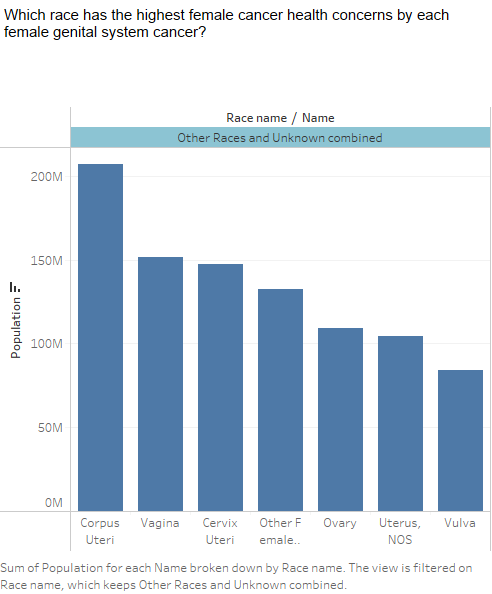 Which race has the highest female cancer health concerns by each
female genital system cancer?
Race name / Name
Other Races and Unknown combined
200M
150M
100M
50M
0M
Population
Corpus
Uteri
Vagina
Cervix
Uteri
Other F
emale..
Ovary
Uterus,
NOS
Vulva
Sum of Population for each Name broken down by Race name. The view is filtered on
Race name, which keeps Other Races and Unknown combined.